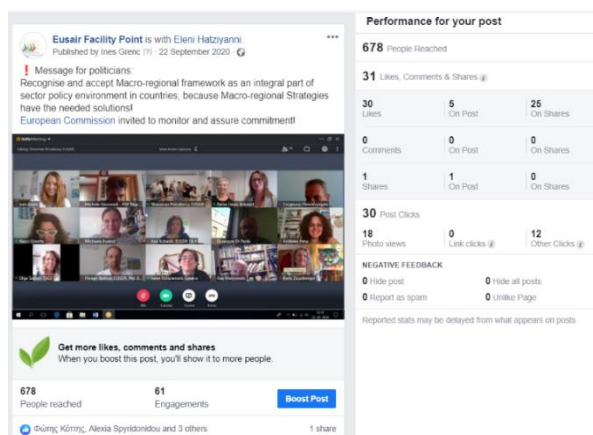 Eusair Facility Point is with Eleni Hatziyanni.
Published by Ines Grenc [?] · 22 September 2020 ·
❗ Message for politicians:
Recognise and accept Macro-regional framework as an integral part of
sector policy environment in countries, because Macro-regional Strategies
have the needed solutions!
European Commission invited to monitor and assure commitment!
Get more likes, comments and shares
When you boost this post, you'll show it to more people.
678
People reached
61
Engagements
Boost Post
Φώτης Κόττης, Alexia Spyridonidou and 3 others
1 share
Performance for your post
678 People Reached
31 Likes, Comments & Shares
30
Likes
5
On Post
25
On Shares
0
Comments
0
On Post
0
On Shares
1
Shares
1
On Post
0
On Shares
30 Post Clicks
18
Photo views
0
Link clicks
12
Other Clicks
NEGATIVE FEEDBACK
0 Hide post
0 Hide all posts
0 Report as spam
0 Unlike Page
Reported stats may be delayed from what appears on posts